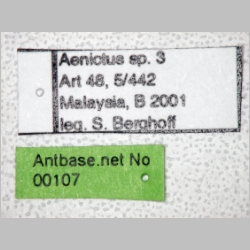 Aenictus sp. 3
Art 48, 5/442
Malaysia, B 2001
leg. S. Berghoff
Antbase.net No
00107